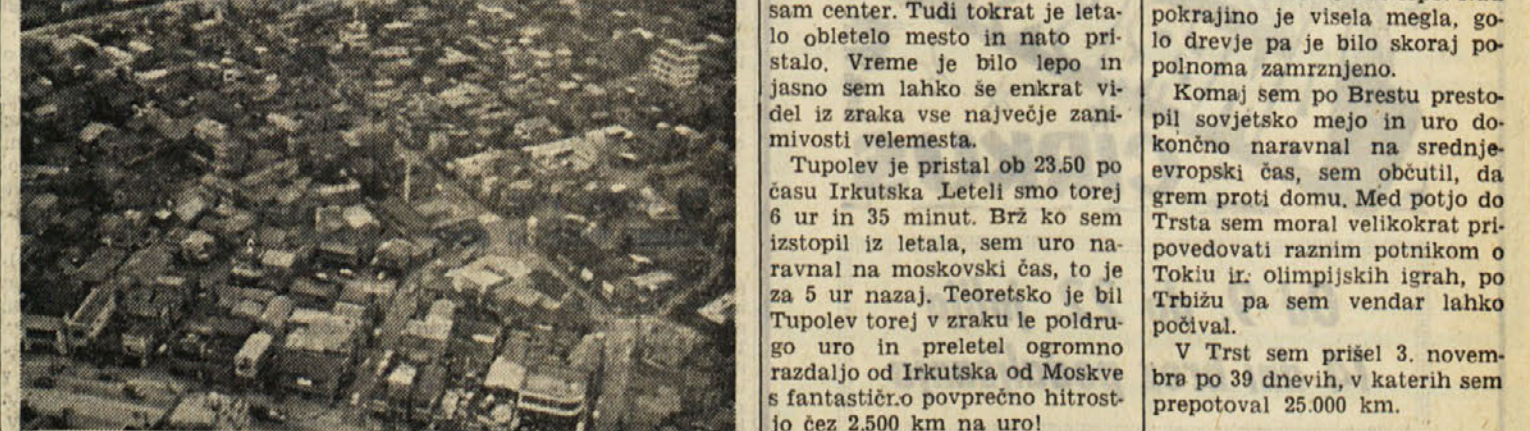 sam center. Tudi tokrat je leta-
lo obletelo mesto in nato pri-
stalo. Vreme je bilo lepo in
jasno sem lahko še enkrat vi-
del iz zraka vse največje zani-
mivosti velemesta.
Tupolev je pristal ob 23.50 po
času Irkutska Leteli smo torej
6 ur in 35 minut. Brž ko sem
izstopil iz letala, sem uro na-
ravnal na moskovski čas, to je
za 5 ur nazaj. Teoretsko je bil
Tupolev torej v zraku le poldru-
go uro in preletel ogromno
razdaljo od Irkutska od Moskve
s fantastično povprečno hitrost-
jo čez 2.500 km na uro!
pokrajino je visela megla, go-
lo drevje pa je bilo skoraj po-
polnoma zamrznjeno.
Komaj sem po Brestu presto-
pil sovjetsko mejo in uro do-
končno naravnal na srednje-
evropski čas, sem občutil, da
grem proti domu. Med potjo do
Trsta sem moral velikokrat pri-
povedovati raznim potnikom o
Tokiu in olimpijskih igrah, po
Trbižu pa sem vendar lahko
počival.
V Trst sem prišel 3. novem-
bra po 39 dnevih, v katerih sem
prepotoval 25.000 km.